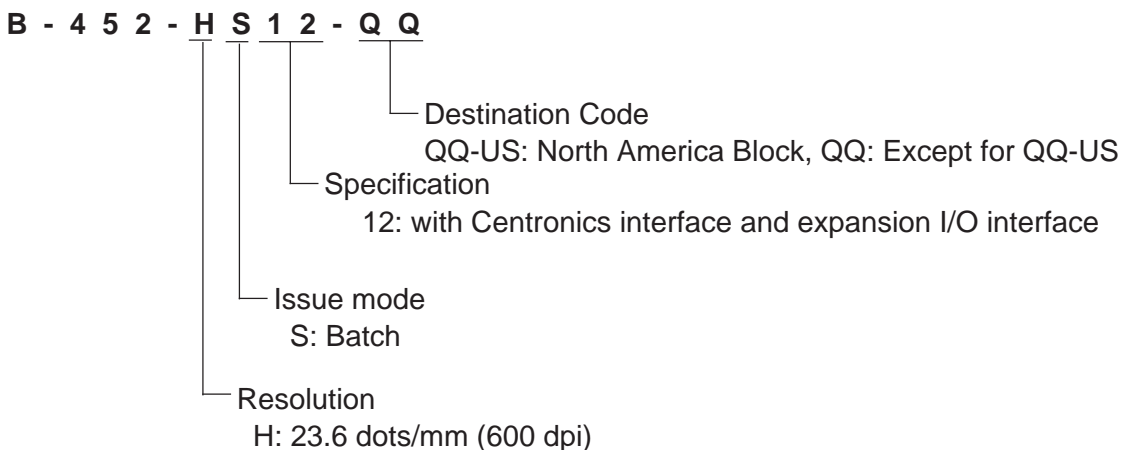 B - 4 5 2 - H S 1 2 - Q Q
Destination Code
QQ-US: North America Block, QQ: Except for QQ-US
Specification
12: with Centronics interface and expansion I/O interface
Issue mode
S: Batch
Resolution
H: 23.6 dots/mm (600 dpi)